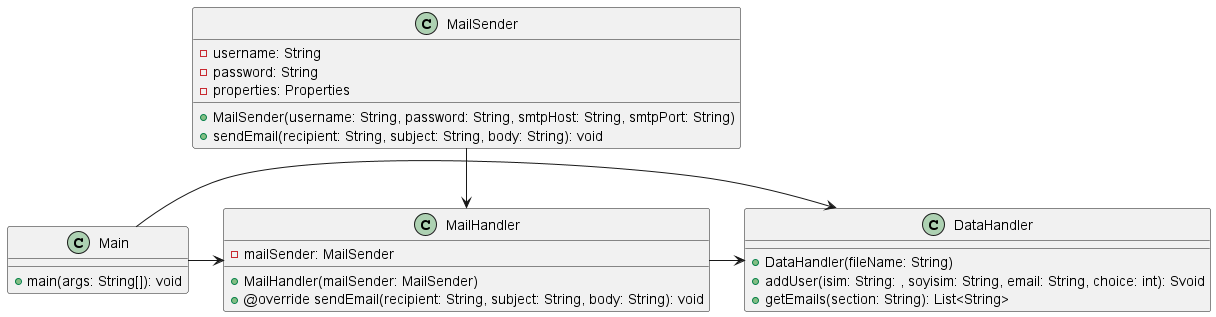 C MailSender
username: String
password: String
properties: Properties
MailSender(username: String, password: String, smtpHost: String, smtpPort: String)
sendEmail(recipient: String, subject: String, body: String): void
C Main
main(args: String[]): void
C MailHandler
mailSender: MailSender
MailHandler(mailSender: MailSender)
@override sendEmail(recipient: String, subject: String, body: String): void
C DataHandler
DataHandler(fileName: String)
addUser(isim: String: , soyisim: String, email: String, choice: int): Svoid
getEmails(section: String): List<String>